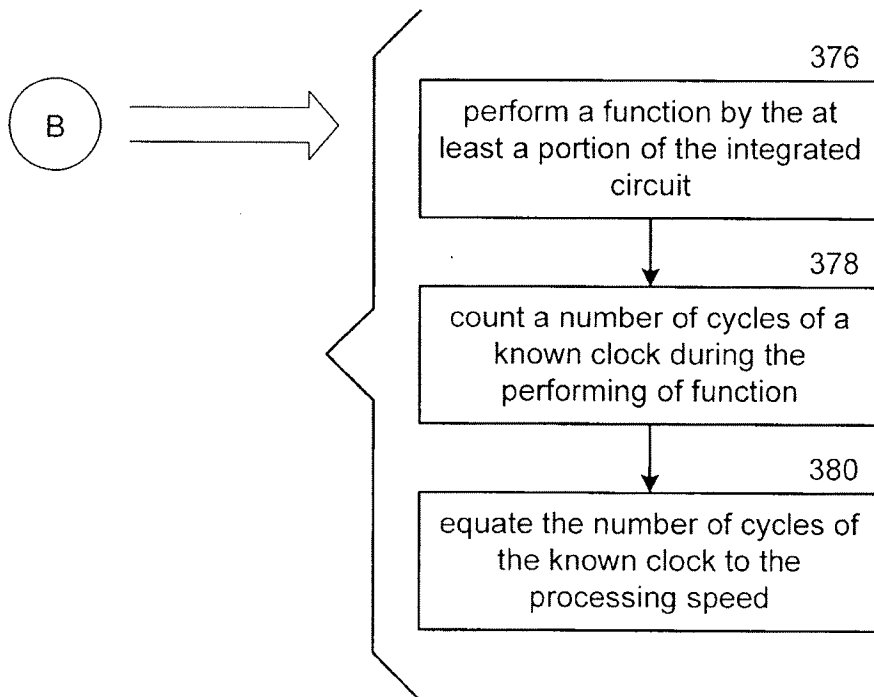 B
376
perform a function by the at
least a portion of the integrated
circuit
378
count a number of cycles of a
known clock during the
performing of function
380
equate the number of cycles of
the known clock to the
processing speed